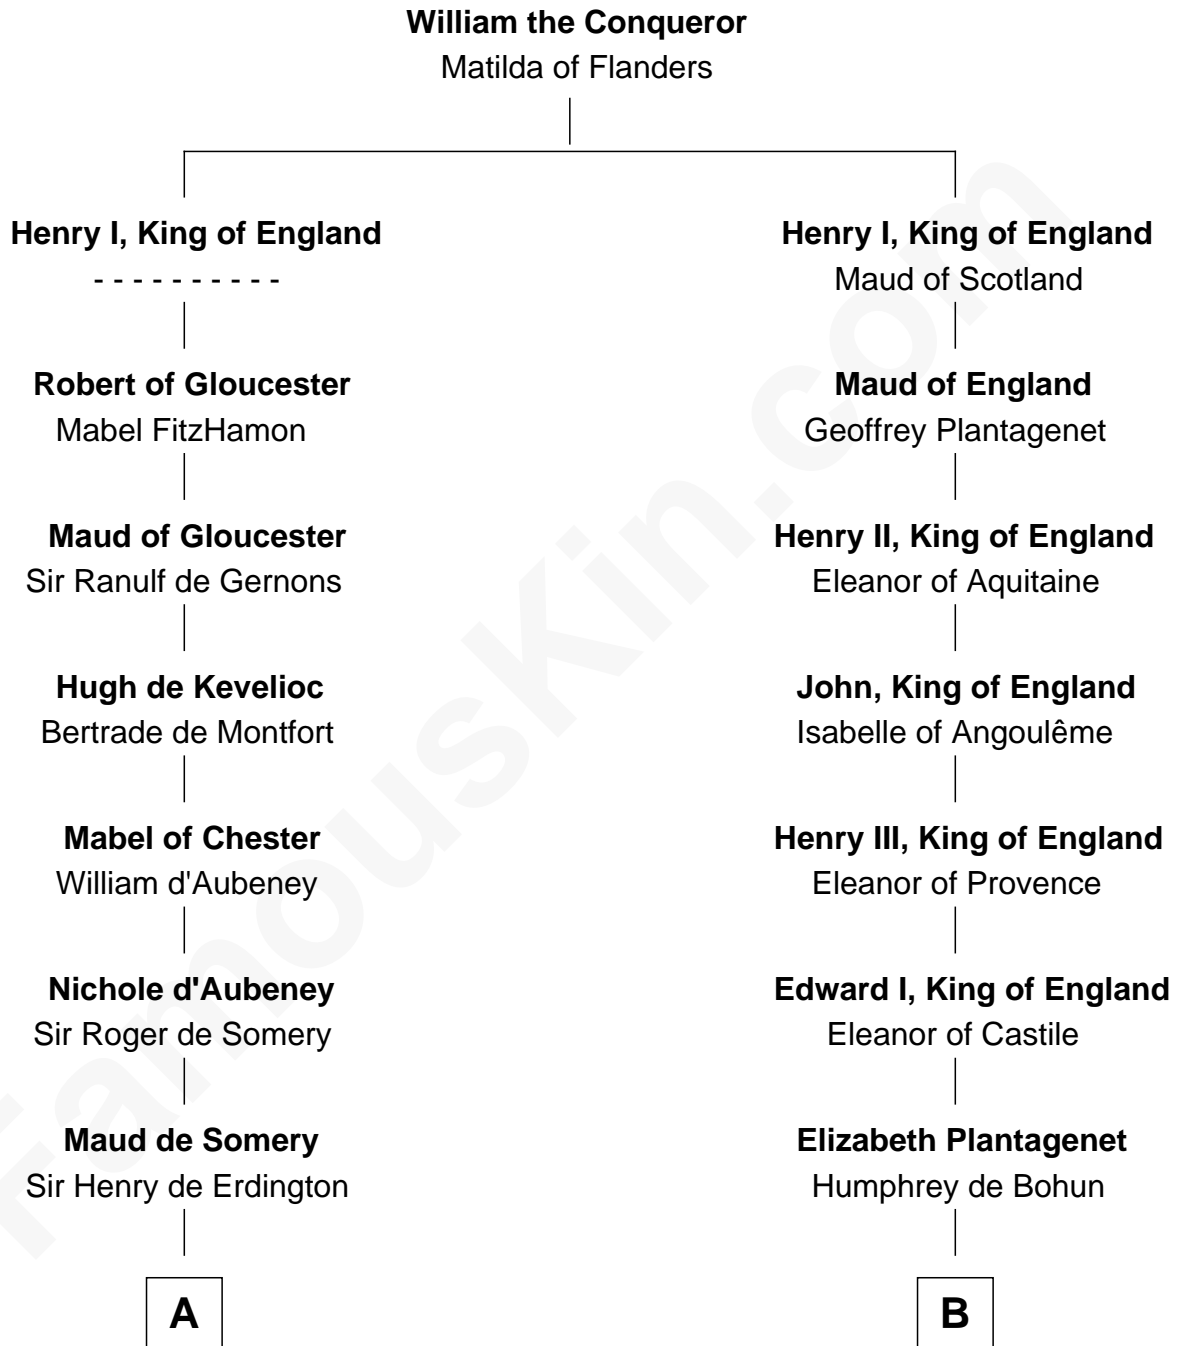 William the Conqueror
Matilda of Flanders
Henry I, King of England
- - - - - - - - - -
Robert of Gloucester
Mabel FitzHamon
Maud of Gloucester
Sir Ranulf de Gernons
Hugh de Kevelioc
Bertrade de Montfort
Mabel of Chester
William d'Aubeney
Nichole d'Aubeney
Sir Roger de Somery
Maud de Somery
Sir Henry de Erdington
A
Henry I, King of England
Maud of Scotland
Maud of England
Geoffrey Plantagenet
Henry II, King of England
Eleanor of Aquitaine
John, King of England
Isabelle of Angoulême
Henry III, King of England
Eleanor of Provence
Edward I, King of England
Eleanor of Castile
Elizabeth Plantagenet
Humphrey de Bohun
B
FamousKin.com